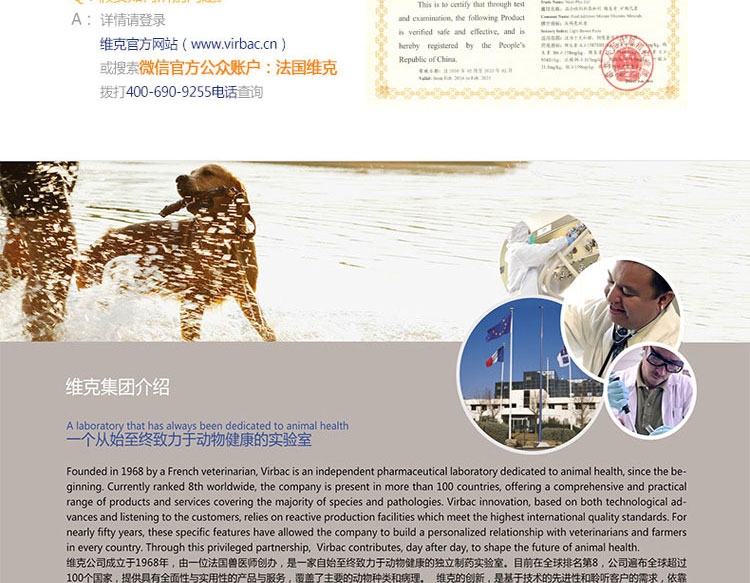 A：详情请登录
维克官方网站（www.virbac.cn）
或搜索微信官方公众账户：法国维克
拨打400-690-9255电话查询
This is to certify that through test
and examination, the following Product
is verified safe and effective, and is
hereby registered by the People's
Republic of China.
维克集团介绍
A laboratory that has always been dedicated to animal health
一个从始至终致力于动物健康的实验室
Founded in 1968 by a French veterinarian, Virbac is an independent pharmaceutical laboratory dedicated to animal health, since the be-
ginning. Currently ranked 8th worldwide, the company is present in more than 100 countries, offering a comprehensive and practical
range of products and services covering the majority of species and pathologies. Virbac innovation, based on both technological ad-
vances and listening to the customers, relies on reactive production facilities which meet the highest international quality standards. For
nearly fifty years, these specific features have allowed the company to build a personalized relationship with veterinarians and farmers
in every country. Through this privileged partnership, Virbac contributes, day after day, to shape the future of animal health.
维克公司成立于1968年，由一位法国兽医师创办，是一家自始至终致力于动物健康的独立制药实验室。目前在全球排名第8，公司遍布全球超过
100个国家，提供具有全面性与实用性的产品与服务，覆盖了主要的动物种类和病理。 维克的创新，是基于技术的先进性和聆听客户的需求，依靠